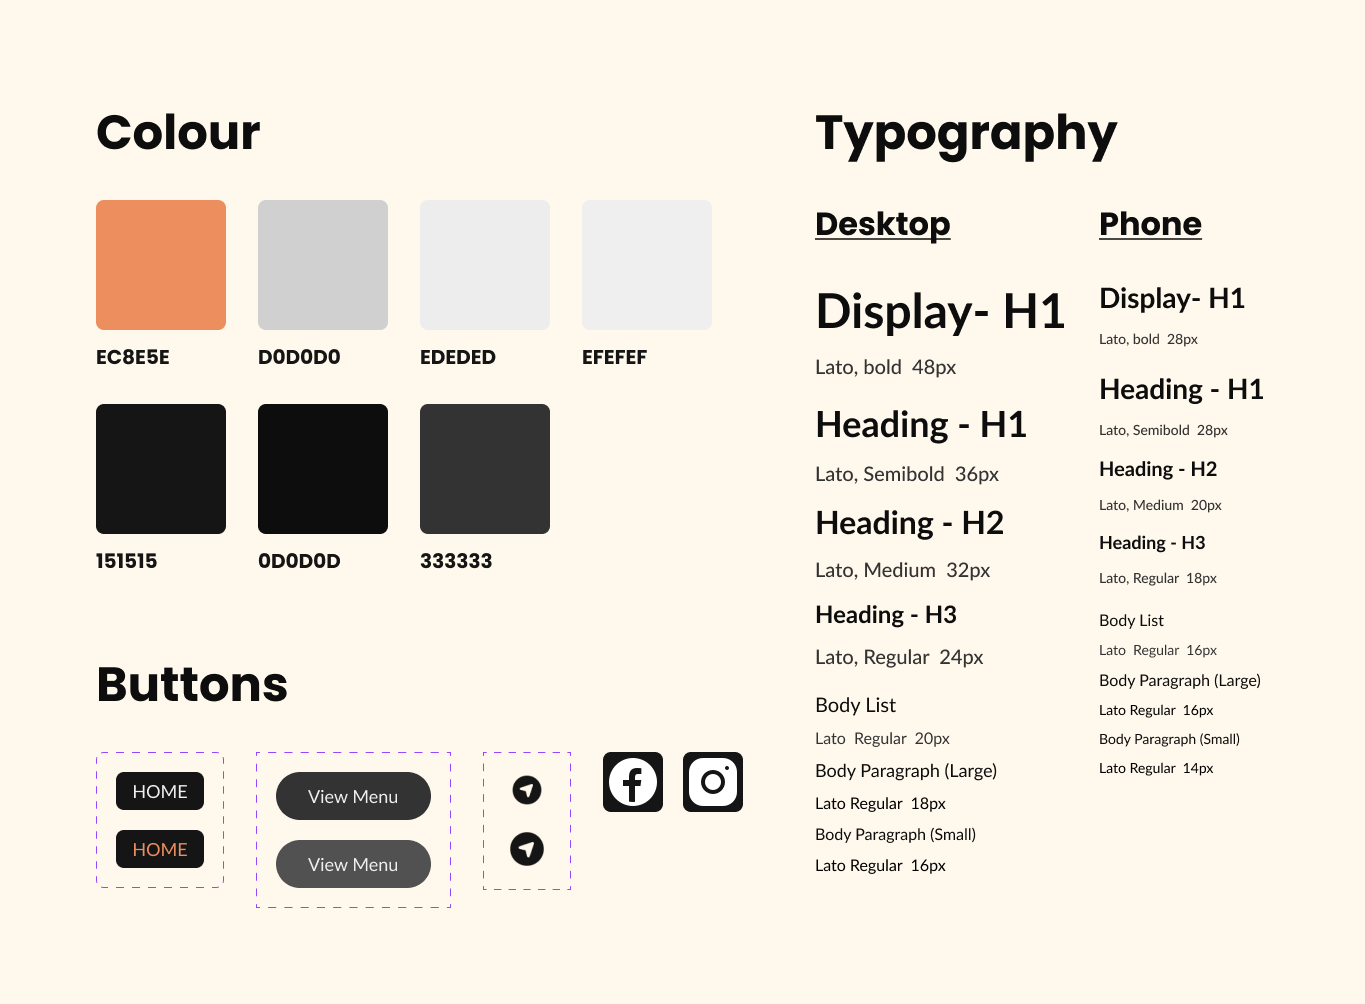 Colour
EC8E5E
D0D0D0
EDEDED
EFEFEF
151515
0D0D0D
333333
Buttons
HOME
HOME
View Menu
View Menu
Typography
Desktop
Display- H1
Lato, bold  48px
Heading - H1
Lato, Semibold  36px
Heading - H2
Lato, Medium  32px
Heading - H3
Lato, Regular  24px
Body List
Lato  Regular  20px
Body Paragraph (Large)
Lato Regular  18px
Body Paragraph (Small)
Lato Regular  16px
Phone
Display- H1
Lato, bold  28px
Heading - H1
Lato, Semibold  28px
Heading - H2
Lato, Medium  20px
Heading - H3
Lato, Regular  18px
Body List
Lato  Regular  16px
Body Paragraph (Large)
Lato Regular  16px
Body Paragraph (Small)
Lato Regular  14px